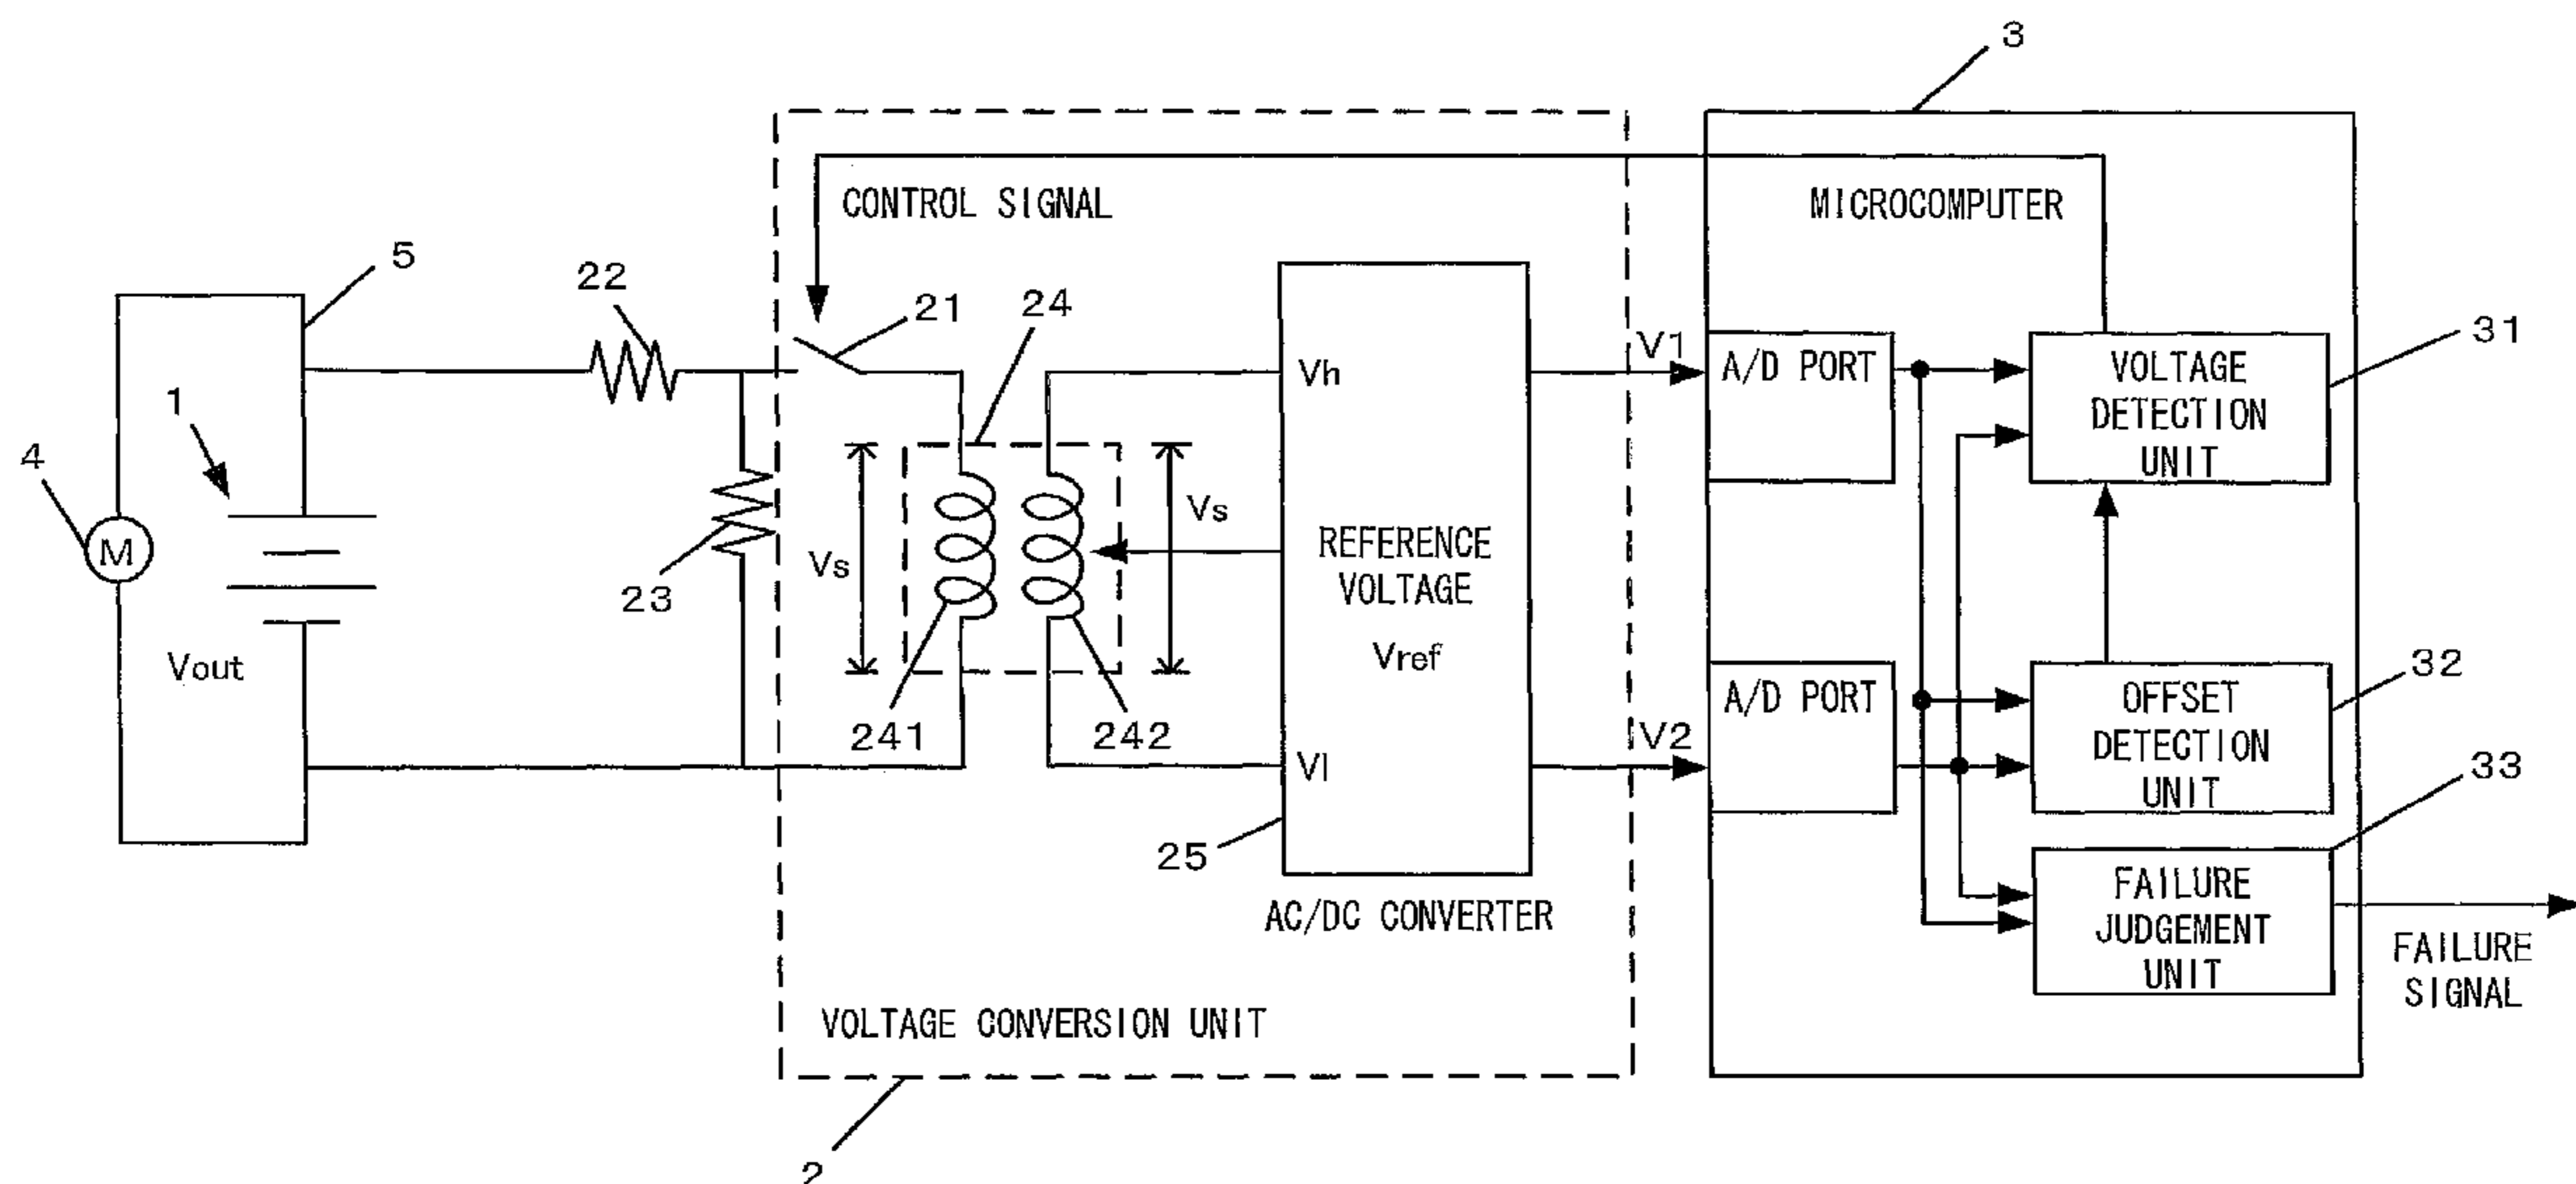 3
CONTROL SIGNAL
MICROCOMPUTER
5
22
24
21
V1
31
Vh
A/D PORT
VOLTAGE
DETECTION
UNIT
1
4
M
Vs
Vs
23
REFERENCE
VOLTAGE
Vref
Vout
241
242
V2
A/D PORT
OFFSET
DETECTION
UNIT
32
Vl
33
25
AC/DC CONVERTER
FAILURE
JUDGEMENT
UNIT
FAILURE
SIGNAL
VOLTAGE CONVERSION UNIT
2